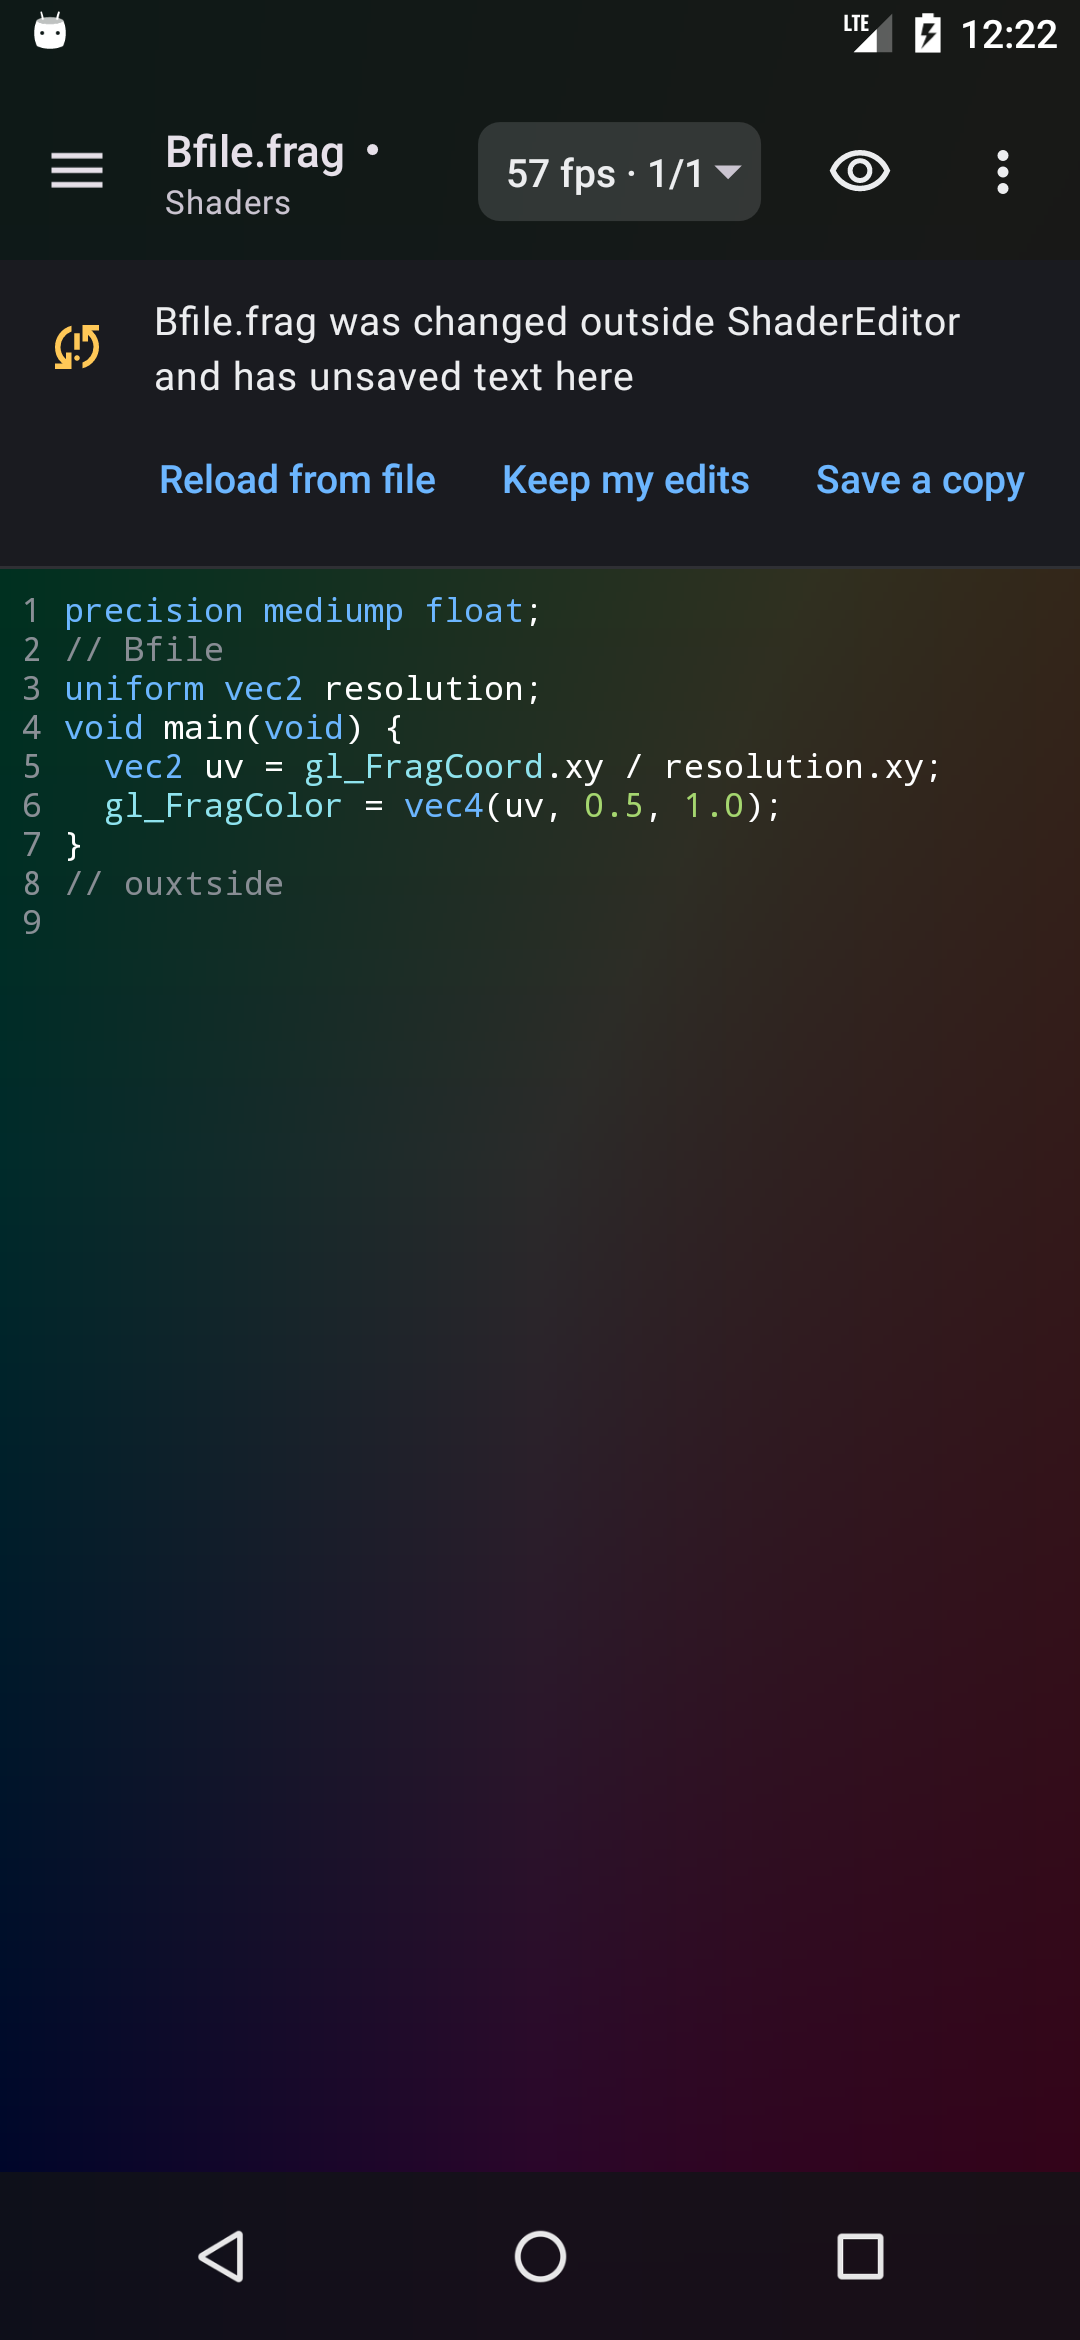 LTE 12:22
Bfile.frag •
Shaders
57 fps · 1/1
Bfile.frag was changed outside ShaderEditor
and has unsaved text here
Reload from file Keep my edits Save a copy
1 precision mediump float;
2 // Bfile
3 uniform vec2 resolution;
4 void main(void) {
5   vec2 uv = gl_FragCoord.xy / resolution.xy;
6   gl_FragColor = vec4(uv, 0.5, 1.0);
7 }
8 // ouxtside
9